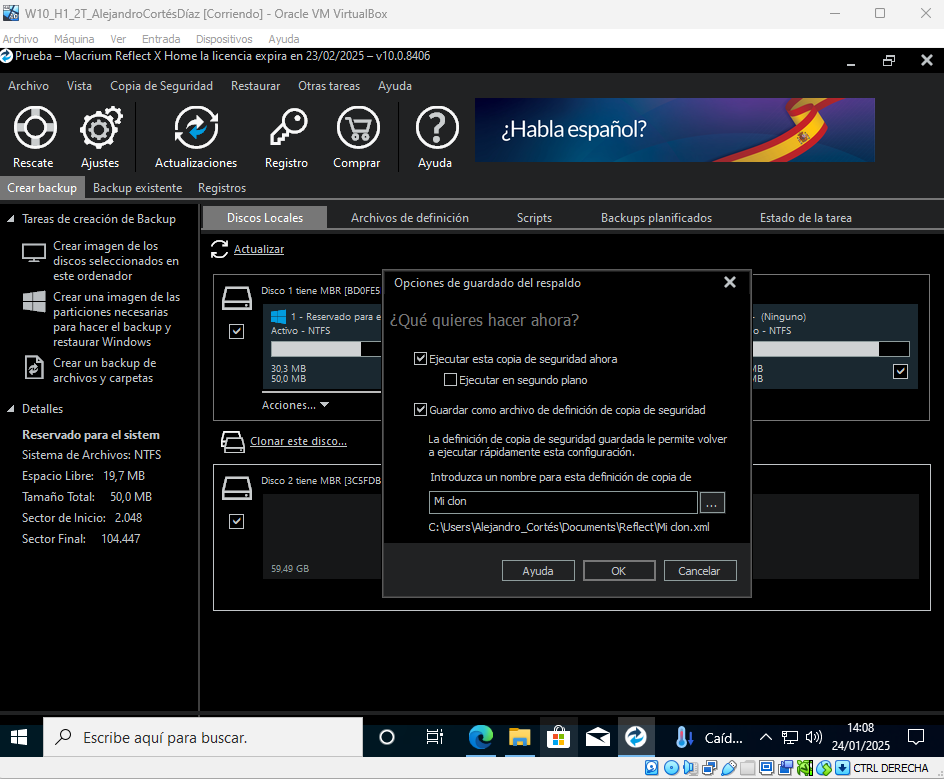 W10_H1_2T_AlejandroCortésDíaz [Corriendo] - Oracle VM VirtualBox
Archivo Máquina Ver Entrada Dispositivos Ayuda
Prueba – Macrium Reflect X Home la licencia expira en 23/02/2025 – v10.0.8406
Archivo Vista Copia de Seguridad Restaurar Otras tareas Ayuda
Rescate Ajustes Actualizaciones Registro Comprar Ayuda
¿Habla español?
Crear backup Backup existente Registros
Tareas de creación de Backup
Crear imagen de los
discos seleccionados en
este ordenador
Crear una imagen de las
particiones necesarias
para hacer el backup y
restaurar Windows
Crear un backup de
archivos y carpetas
Detalles
Reservado para el sistem
Sistema de Archivos: NTFS
Espacio Libre: 19,7 MB
Tamaño Total: 50,0 MB
Sector de Inicio: 2.048
Sector Final: 104.447
Discos Locales Archivos de definición Scripts Backups planificados Estado de la tarea
Actualizar
Disco 1 tiene MBR [BD0FE5
1 - Reservado para e
Activo - NTFS
30,3 MB
50,0 MB
- (Ninguno)
o - NTFS
MB
MB
Acciones...
Clonar este disco...
Disco 2 tiene MBR [3C5FDB
59,49 GB
Opciones de guardado del respaldo
¿Qué quieres hacer ahora?
Ejecutar esta copia de seguridad ahora
Ejecutar en segundo plano
Guardar como archivo de definición de copia de seguridad
La definición de copia de seguridad guardada le permite volver
a ejecutar rápidamente esta configuración.
Introduzca un nombre para esta definición de copia de
Mi clon
...
C:\Users\Alejandro_Cortés\Documents\Reflect\Mi clon.xml
Ayuda OK Cancelar
Escribe aquí para buscar.
Caíd...
14:08
24/01/2025
CTRL DERECHA